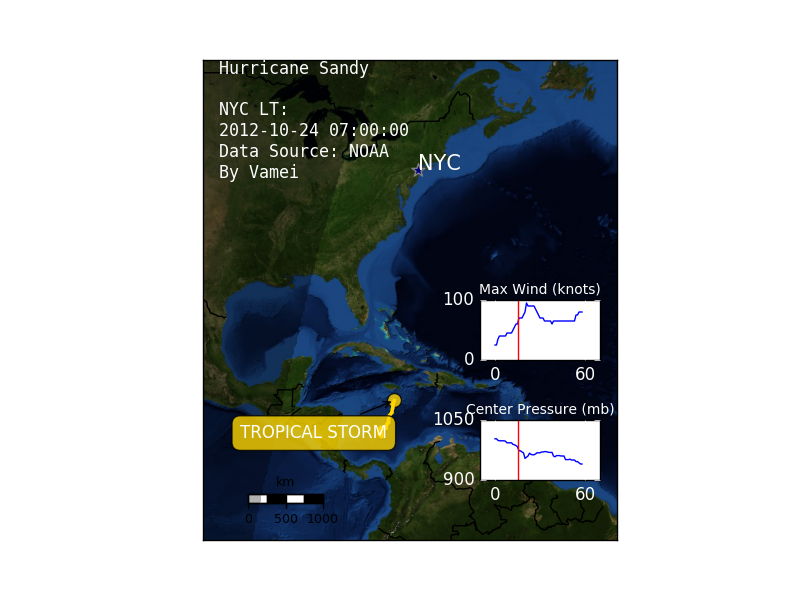 Hurricane Sandy
NYC LT:
2012-10-24 07:00:00
Data Source: NOAA
By Vamei
NYC
Max Wind (knots)
100
0
0 60
Center Pressure (mb)
1050
900
0 60
TROPICAL STORM
km
0 500 1000